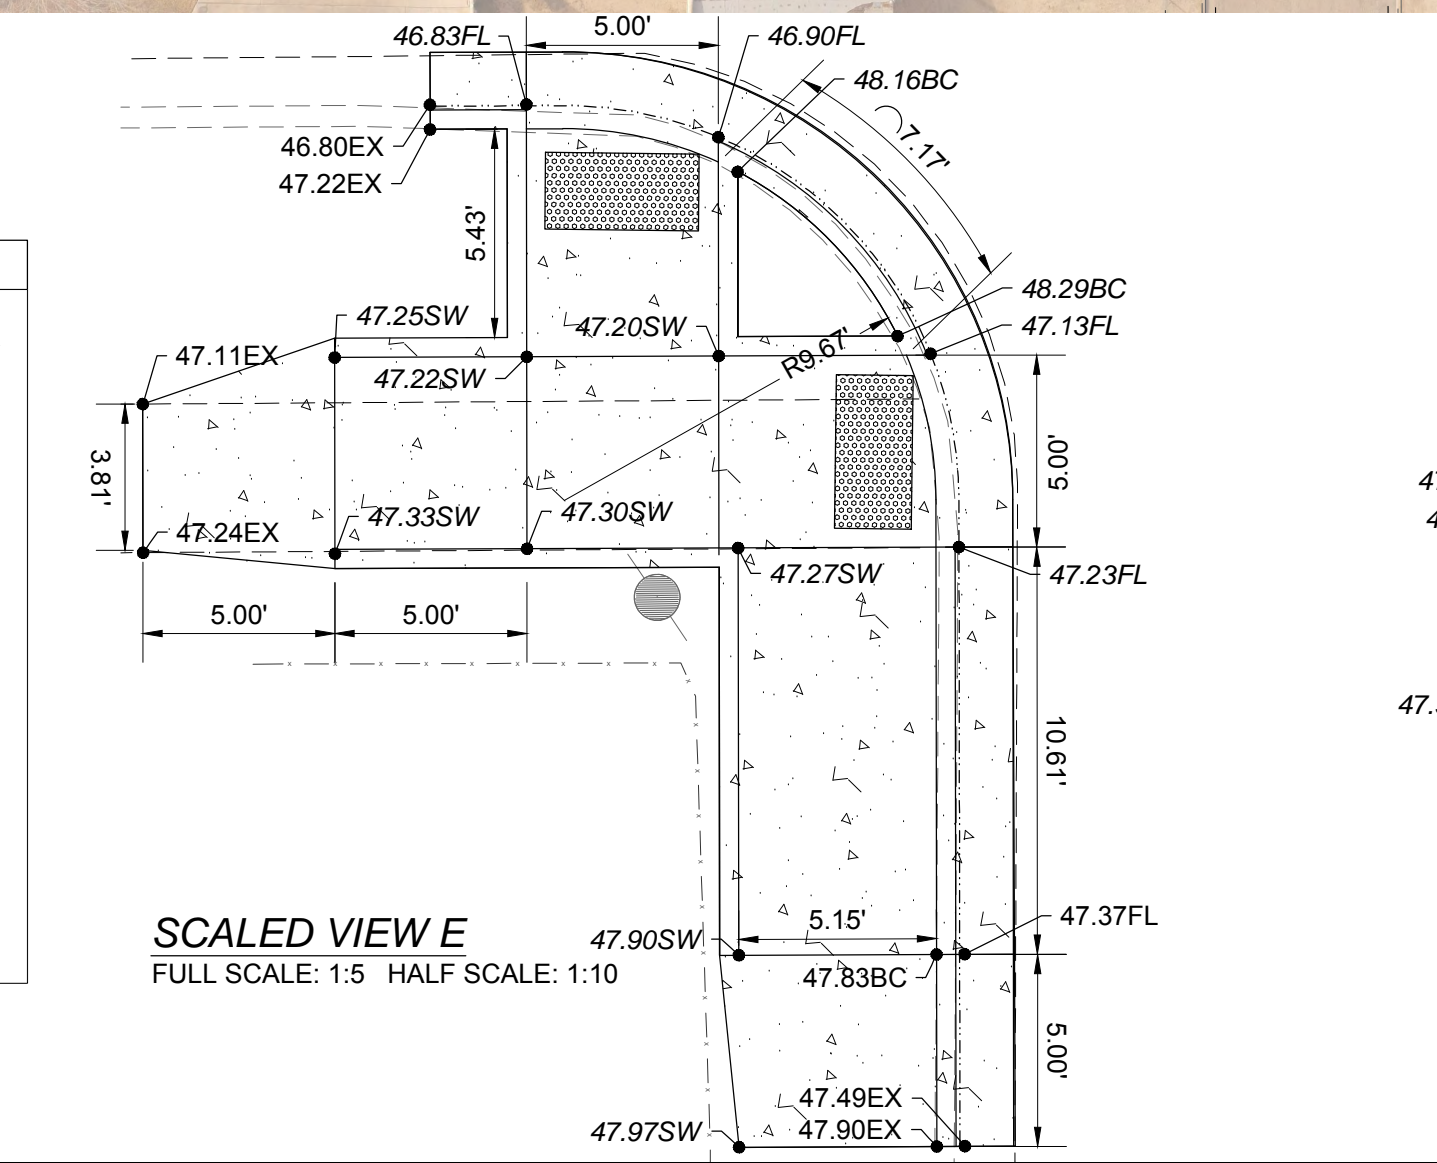 46.83FL
5.00'
46.90FL
48.16BC
7.17'
46.80EX
47.22EX
5.43'
48.29BC
47.25SW
47.20SW
47.13FL
47.11EX
47.22SW
R9.67'
3.81'
5.00'
47.24EX
47.33SW
47.30SW
47.27SW
47.23FL
5.00'
5.00'
10.61'
SCALED VIEW E
FULL SCALE: 1:5 HALF SCALE: 1:10
5.15'
47.37FL
47.90SW
47.83BC
5.00'
47.49EX
47.97SW
47.90EX